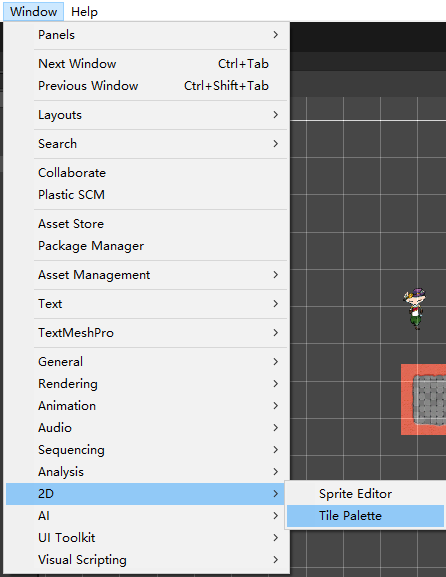 Window Help
Panels
Next Window Ctrl+Tab
Previous Window Ctrl+Shift+Tab
Layouts
Search
Collaborate
Plastic SCM
Asset Store
Package Manager
Asset Management
Text
TextMeshPro
General
Rendering
Animation
Audio
Sequencing
Analysis
2D
Sprite Editor
AI
Tile Palette
UI Toolkit
Visual Scripting